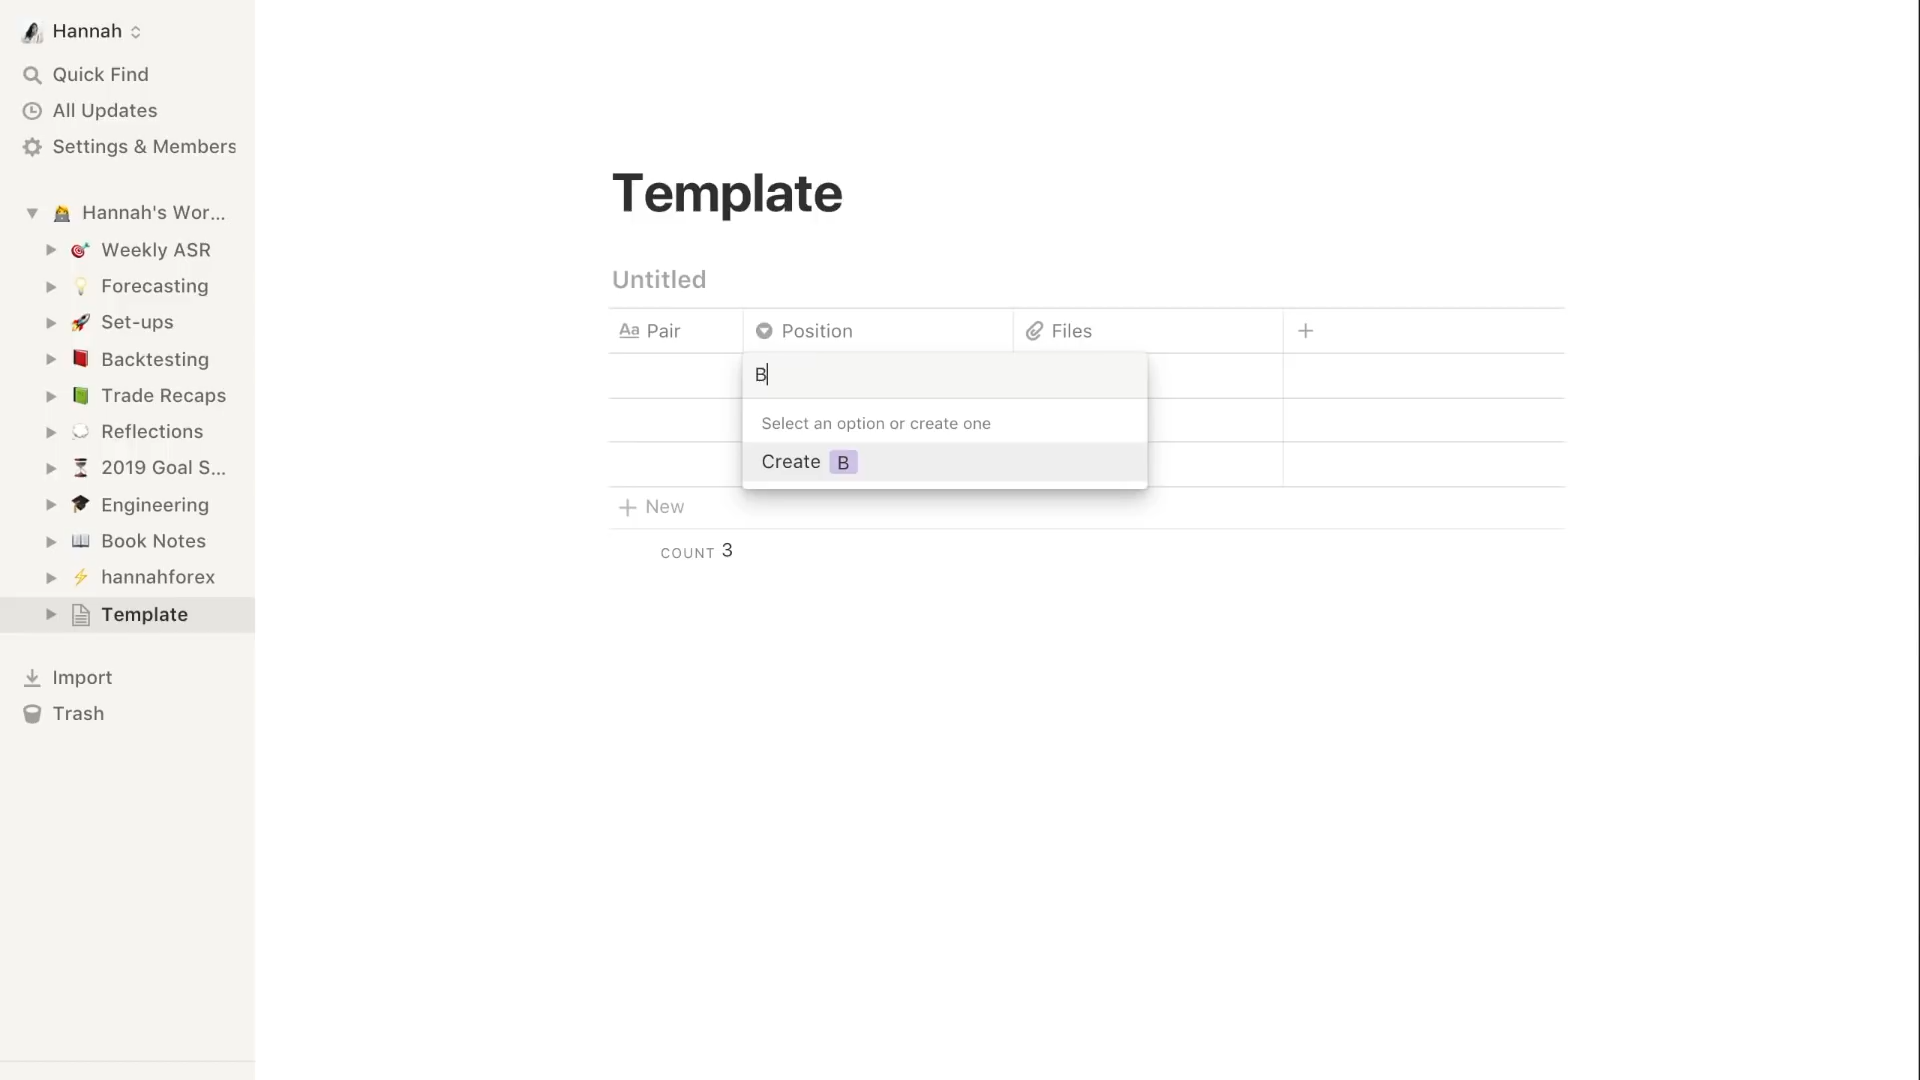 Hannah
Quick Find
All Updates
Settings & Members
Hannah's Wor...
Weekly ASR
Forecasting
Set-ups
Backtesting
Trade Recaps
Reflections
2019 Goal S...
Engineering
Book Notes
hannahforex
Template
Import
Trash
Template
Untitled
Aa Pair Position Files
B
Select an option or create one
Create B
New
COUNT 3